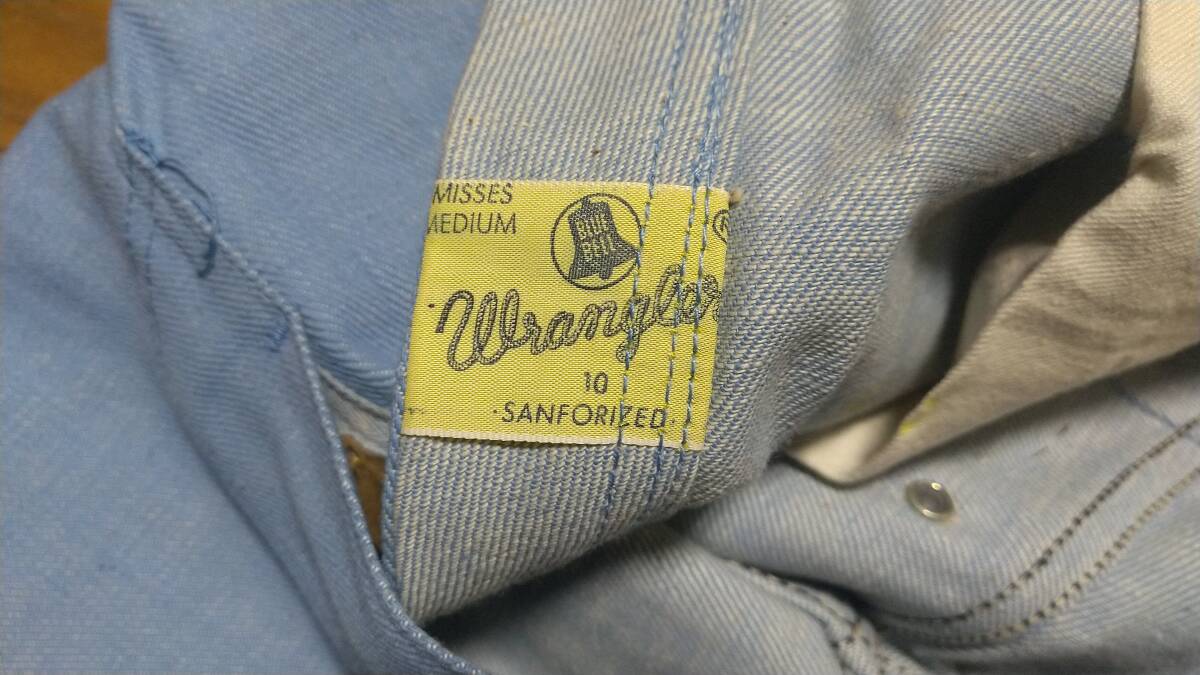 MISSES
MEDIUM
BLUE
BELL
®
Wrangler
10
·SANFORIZED·